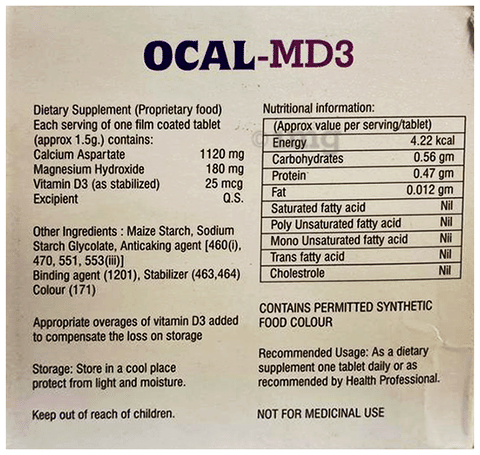 OCAL-MD3
Dietary Supplement (Proprietary food)
Each serving of one film coated tablet
(approx 1.5g.) contains:
Calcium Aspartate 1120 mg
Magnesium Hydroxide 180 mg
Vitamin D3 (as stabilized) 25 mcg
Excipient Q.S.
Other Ingredients : Maize Starch, Sodium
Starch Glycolate, Anticaking agent [460(i),
470, 551, 553(iii)]
Binding agent (1201), Stabilizer (463,464)
Colour (171)
Appropriate overages of vitamin D3 added
to compensate the loss on storage
Storage: Store in a cool place
protect from light and moisture.
Keep out of reach of children.
Nutritional information:
(Approx value per serving/tablet)
Energy 4.22 kcal
Carbohydrates 0.56 gm
Protein 0.47 gm
Fat 0.012 gm
Saturated fatty acid Nil
Poly Unsaturated fatty acid Nil
Mono Unsaturated fatty acid Nil
Trans fatty acid Nil
Cholestrole Nil
CONTAINS PERMITTED SYNTHETIC
FOOD COLOUR
Recommended Usage: As a dietary
supplement one tablet daily or as
recommended by Health Professional.
NOT FOR MEDICINAL USE